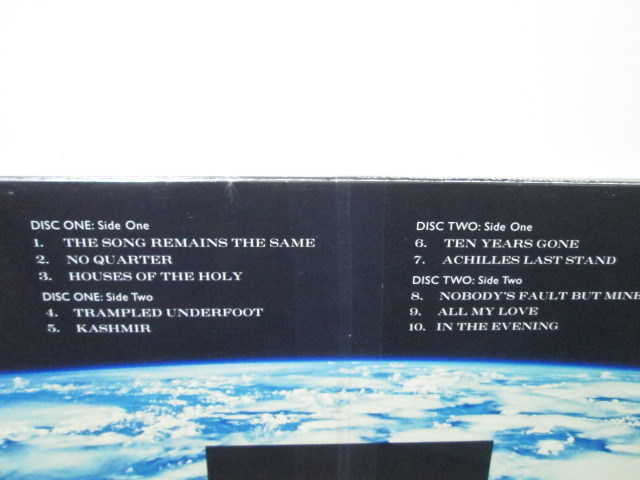 DISC ONE: Side One
1. THE SONG REMAINS THE SAME
2. NO QUARTER
3. HOUSES OF THE HOLY
DISC ONE: Side Two
4. TRAMPLED UNDERFOOT
5. KASHMIR
DISC TWO: Side One
6. TEN YEARS GONE
7. ACHILLES LAST STAND
DISC TWO: Side Two
8. NOBODY'S FAULT BUT MINE
9. ALL MY LOVE
10. IN THE EVENING